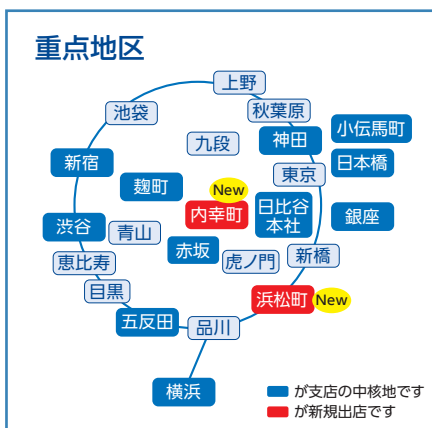 重点地区
上野
池袋
秋葉原
九段
神田
小伝馬町
新宿
日本橋
麹町
東京
New
内幸町
日比谷
本社
銀座
渋谷
青山
赤坂
虎ノ門
新橋
恵比寿
目黒
浜松町
New
五反田
品川
横浜
が支店の中核地です
が新規出店です